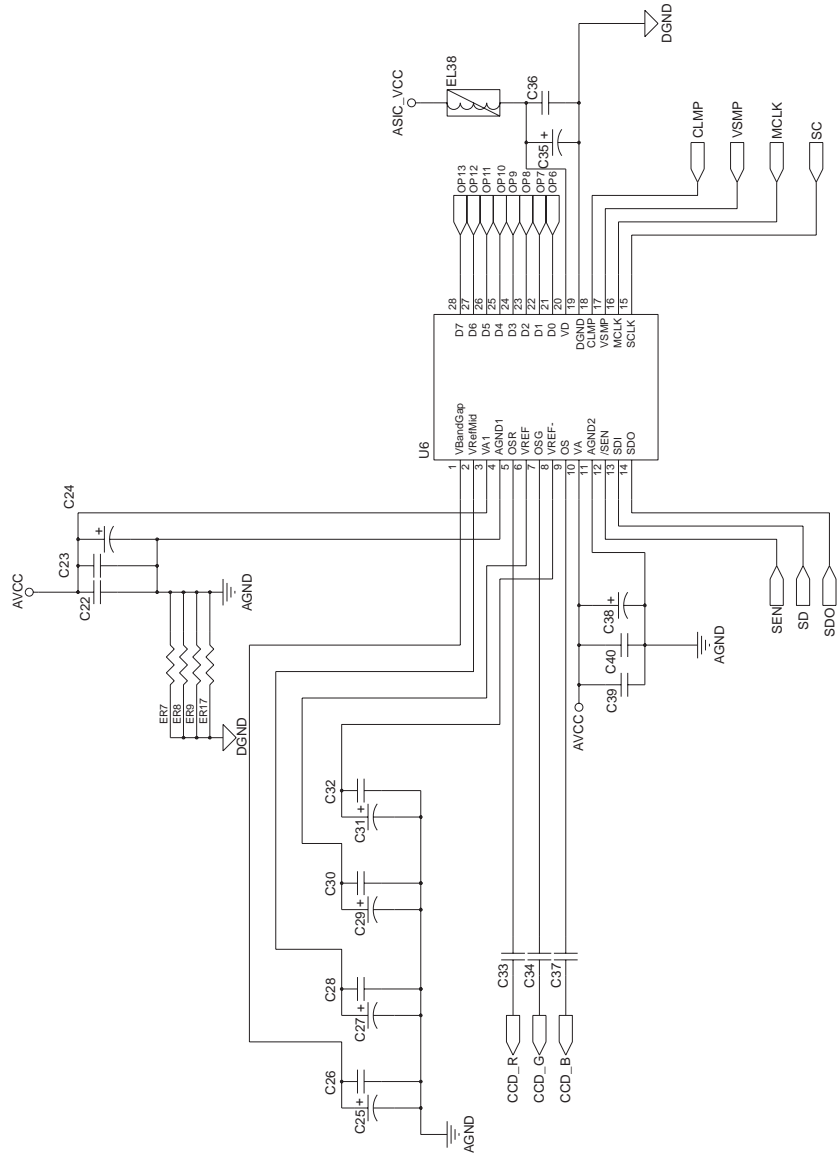 AVCC
C24
C23
C22
AGND
ER7
ER8
ER9
ER17
DGND
ASIC_VCC
EL38
C36
C35
+
DGND
OP13
OP12
OP11
OP10
OP9
OP8
OP7
OP6
CLMP
VSMP
MCLK
SC
U6
1 VBandGap
2 VRefMid
3 VA1
4 AGND1
5 OSR
6 VREF
7 OSG
8 VREF-
9 OS
10 VA
11 AGND2
12 /SEN
13 SDI
14 SDO
28 D7
27 D6
26 D5
25 D4
24 D3
23 D2
22 D1
21 D0
20 VD
19 DGND
18 CLMP
17 VSMP
16 MCLK
15 SCLK
+
C26
C25 +
C28
C27 +
C30
C29 +
C32
C31 +
AGND
CCD_R
C33
CCD_G
C34
CCD_B
C37
AVCC
C39
C40
C38 +
AGND
SEN
SD
SDO